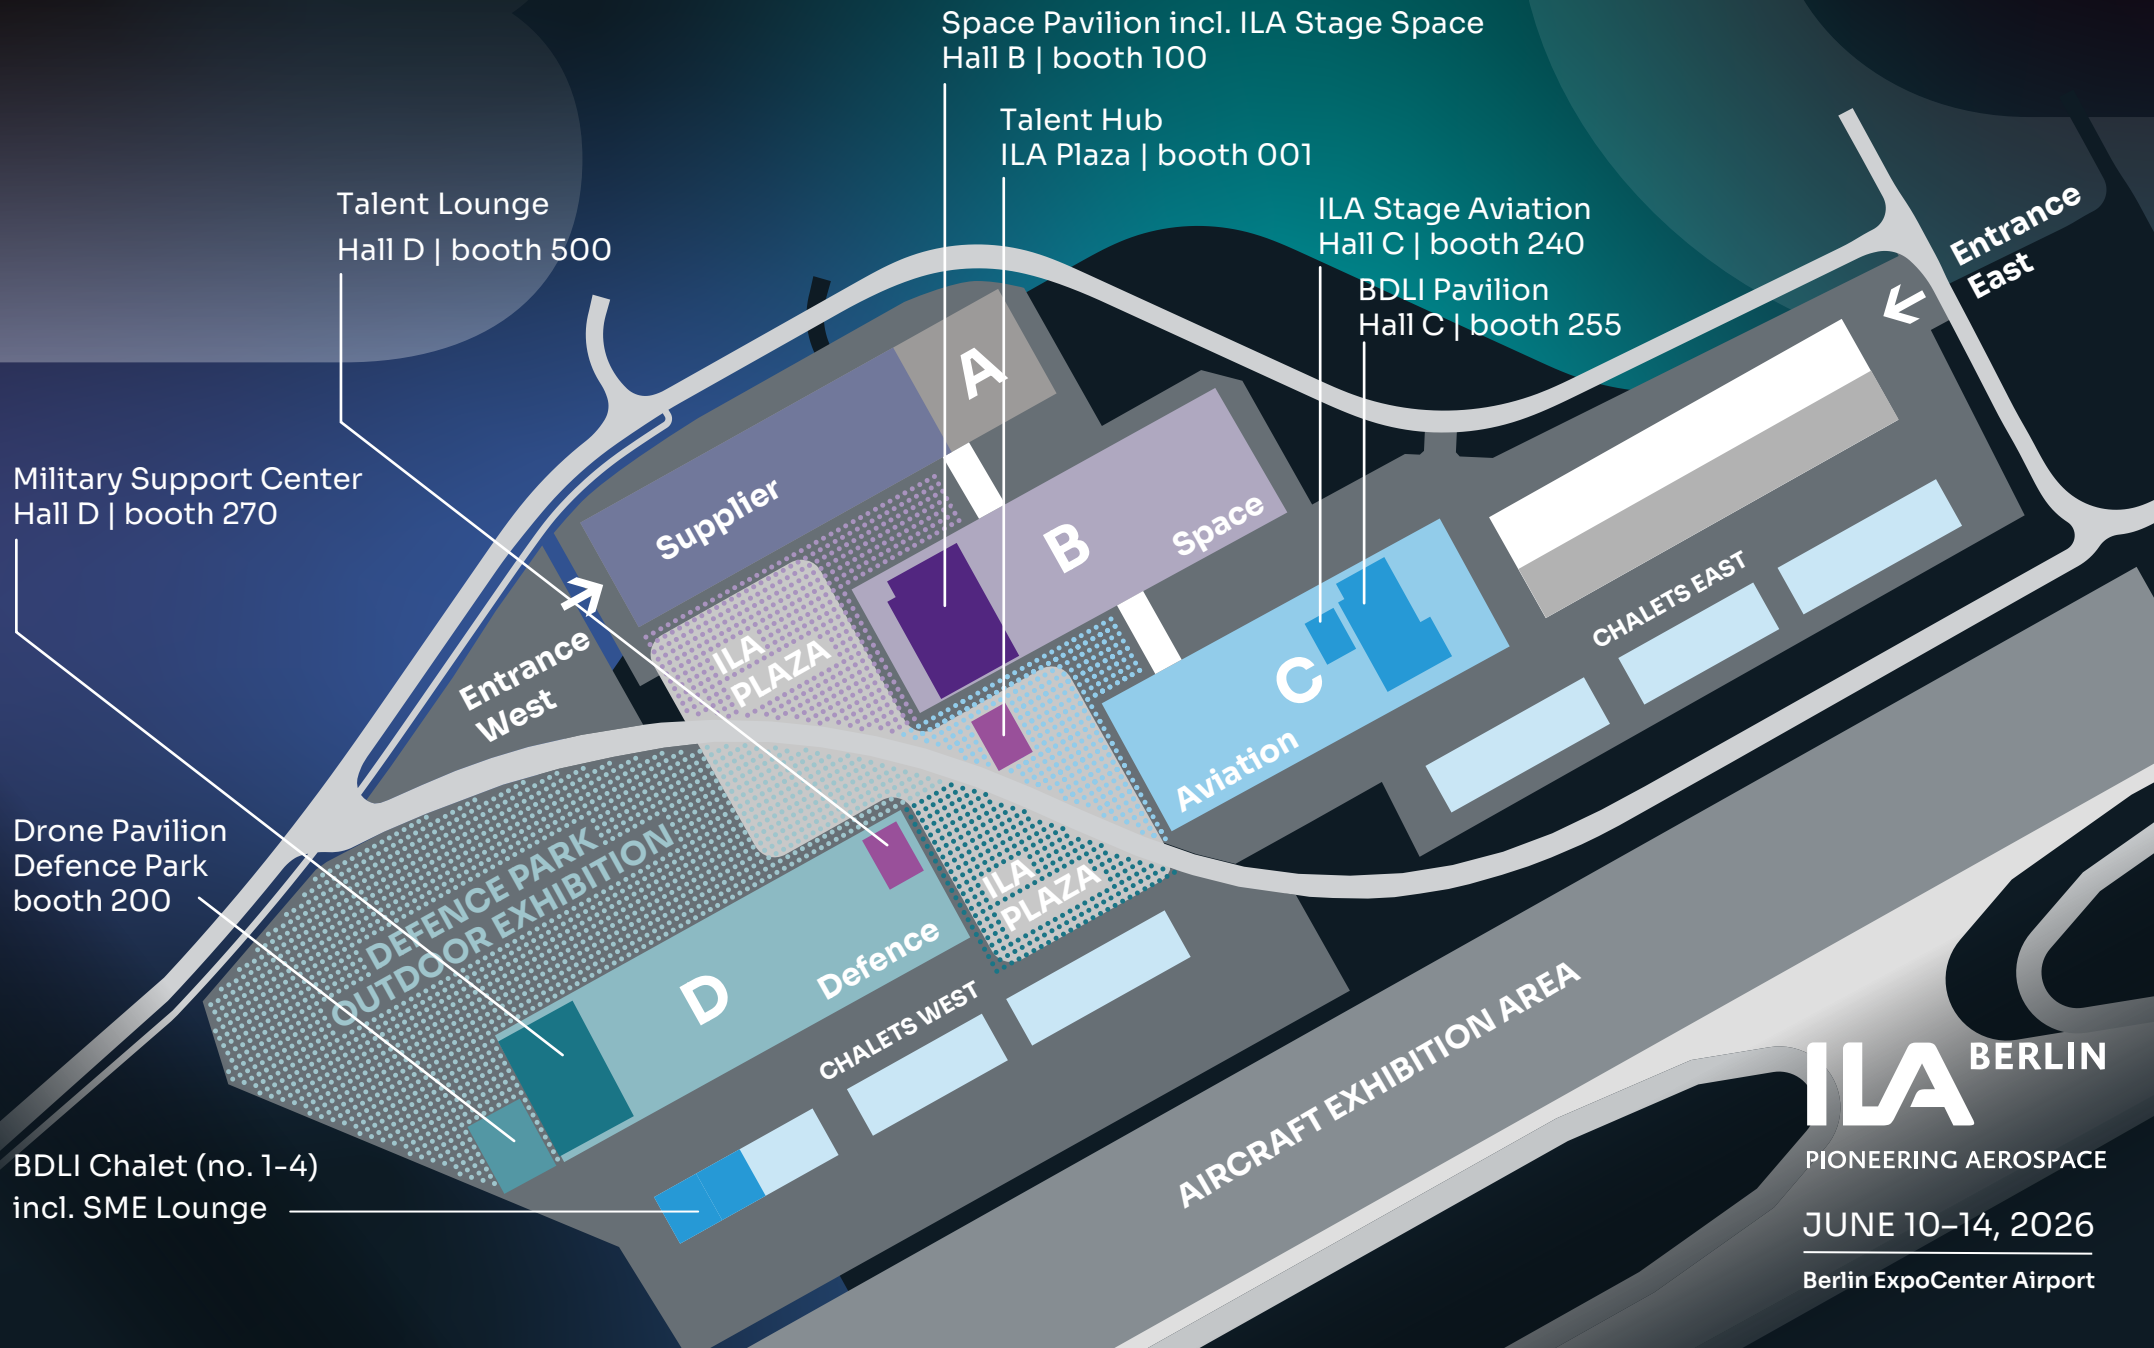 Space Pavilion incl. ILA Stage Space
Hall B | booth 100
Talent Hub
ILA Plaza | booth 001
Talent Lounge
Hall D | booth 500
ILA Stage Aviation
Hall C | booth 240
BDLI Pavilion
Hall C | booth 255
Entrance
East
A
Supplier
B
Space
Military Support Center
Hall D | booth 270
ILA
PLAZA
Entrance
West
C
Aviation
CHALETS EAST
Drone Pavilion
Defence Park
booth 200
DEFENCE PARK
OUTDOOR EXHIBITION
ILA
PLAZA
D
Defence
CHALETS WEST
AIRCRAFT EXHIBITION AREA
BDLI Chalet (no. 1-4)
incl. SME Lounge
ILA BERLIN
PIONEERING AEROSPACE
JUNE 10–14, 2026
Berlin ExpoCenter Airport